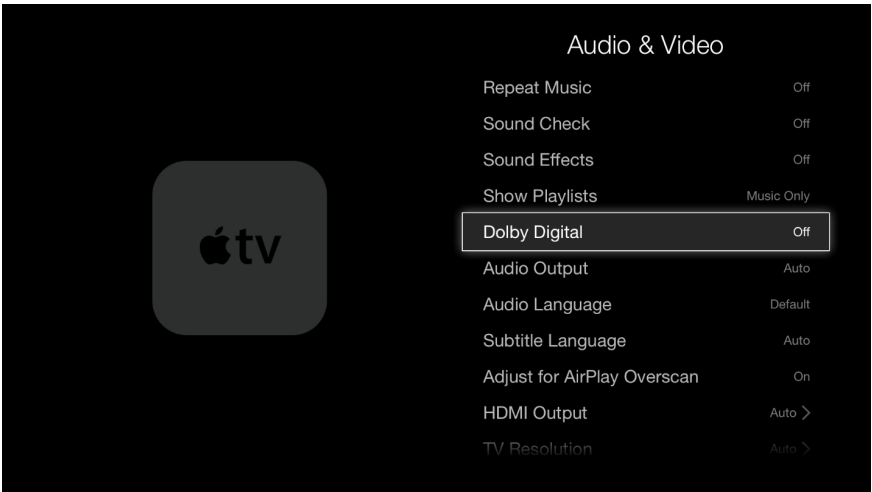 Audio & Video
Repeat Music Off
Sound Check Off
Sound Effects Off
Show Playlists Music Only
Dolby Digital Off
tv
Audio Output Auto
Audio Language Default
Subtitle Language Auto
Adjust for AirPlay Overscan On
HDMI Output Auto
TV Resolution Auto